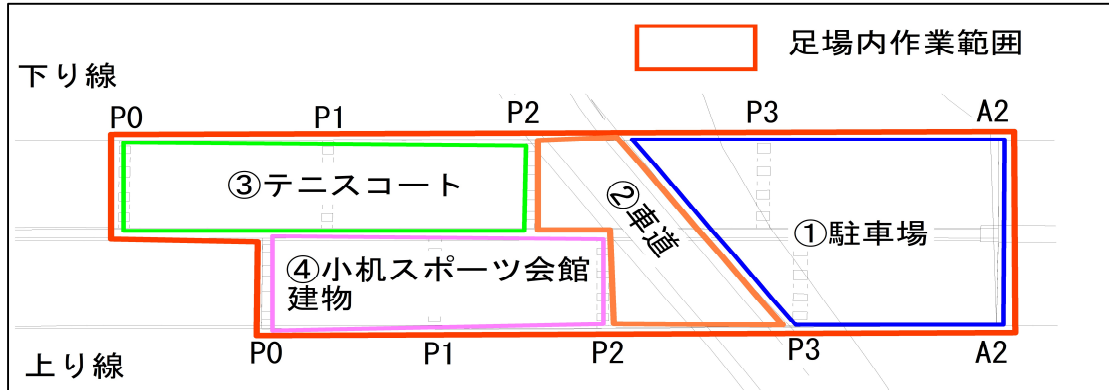 足場内作業範囲
下り線
P0 P1 P2 P3 A2
③テニスコート
②車道
①駐車場
④小机スポーツ会館
建物
P0 P1 P2 P3 A2
上り線